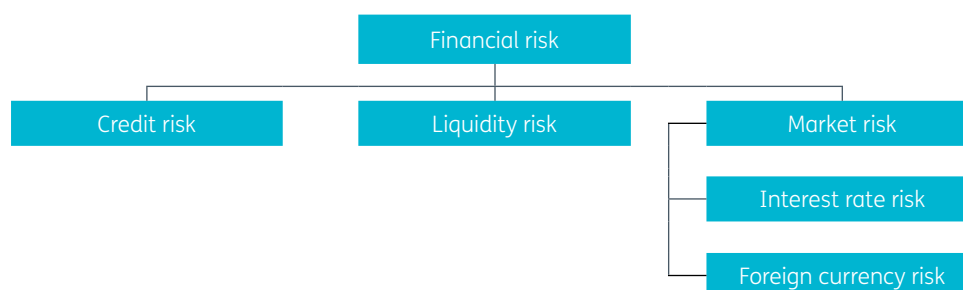 Financial risk
Credit risk
Liquidity risk
Market risk
Interest rate risk
Foreign currency risk